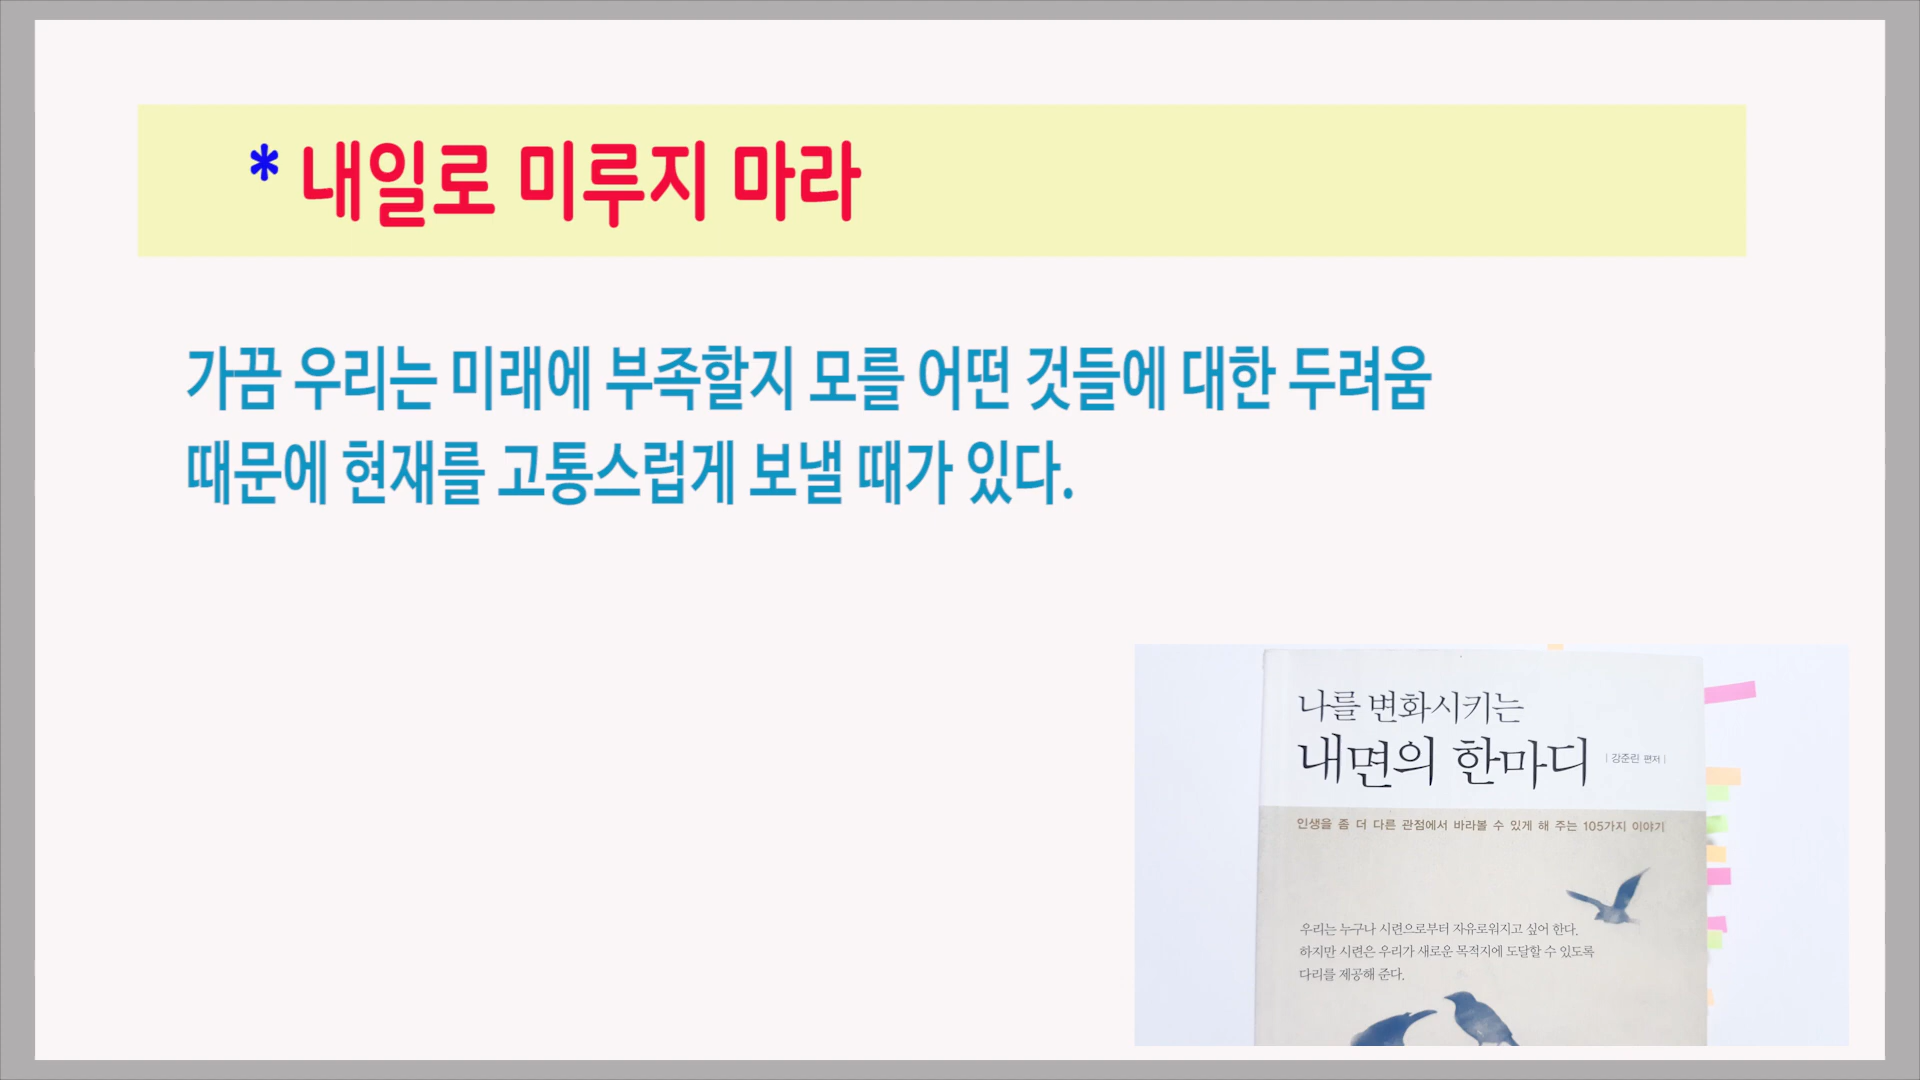 * 내일로 미루지 마라
가끔 우리는 미래에 부족할지 모를 어떤 것들에 대한 두려움
때문에 현재를 고통스럽게 보낼 때가 있다.
나를 변화시키는
내면의 한마디 | 강준린 편저 |
인생을 좀 더 다른 관점에서 바라볼 수 있게 해 주는 105가지 이야기
우리는 누구나 시련으로부터 자유로워지고 싶어 한다.
하지만 시련은 우리가 새로운 목적지에 도달할 수 있도록
다리를 제공해 준다.